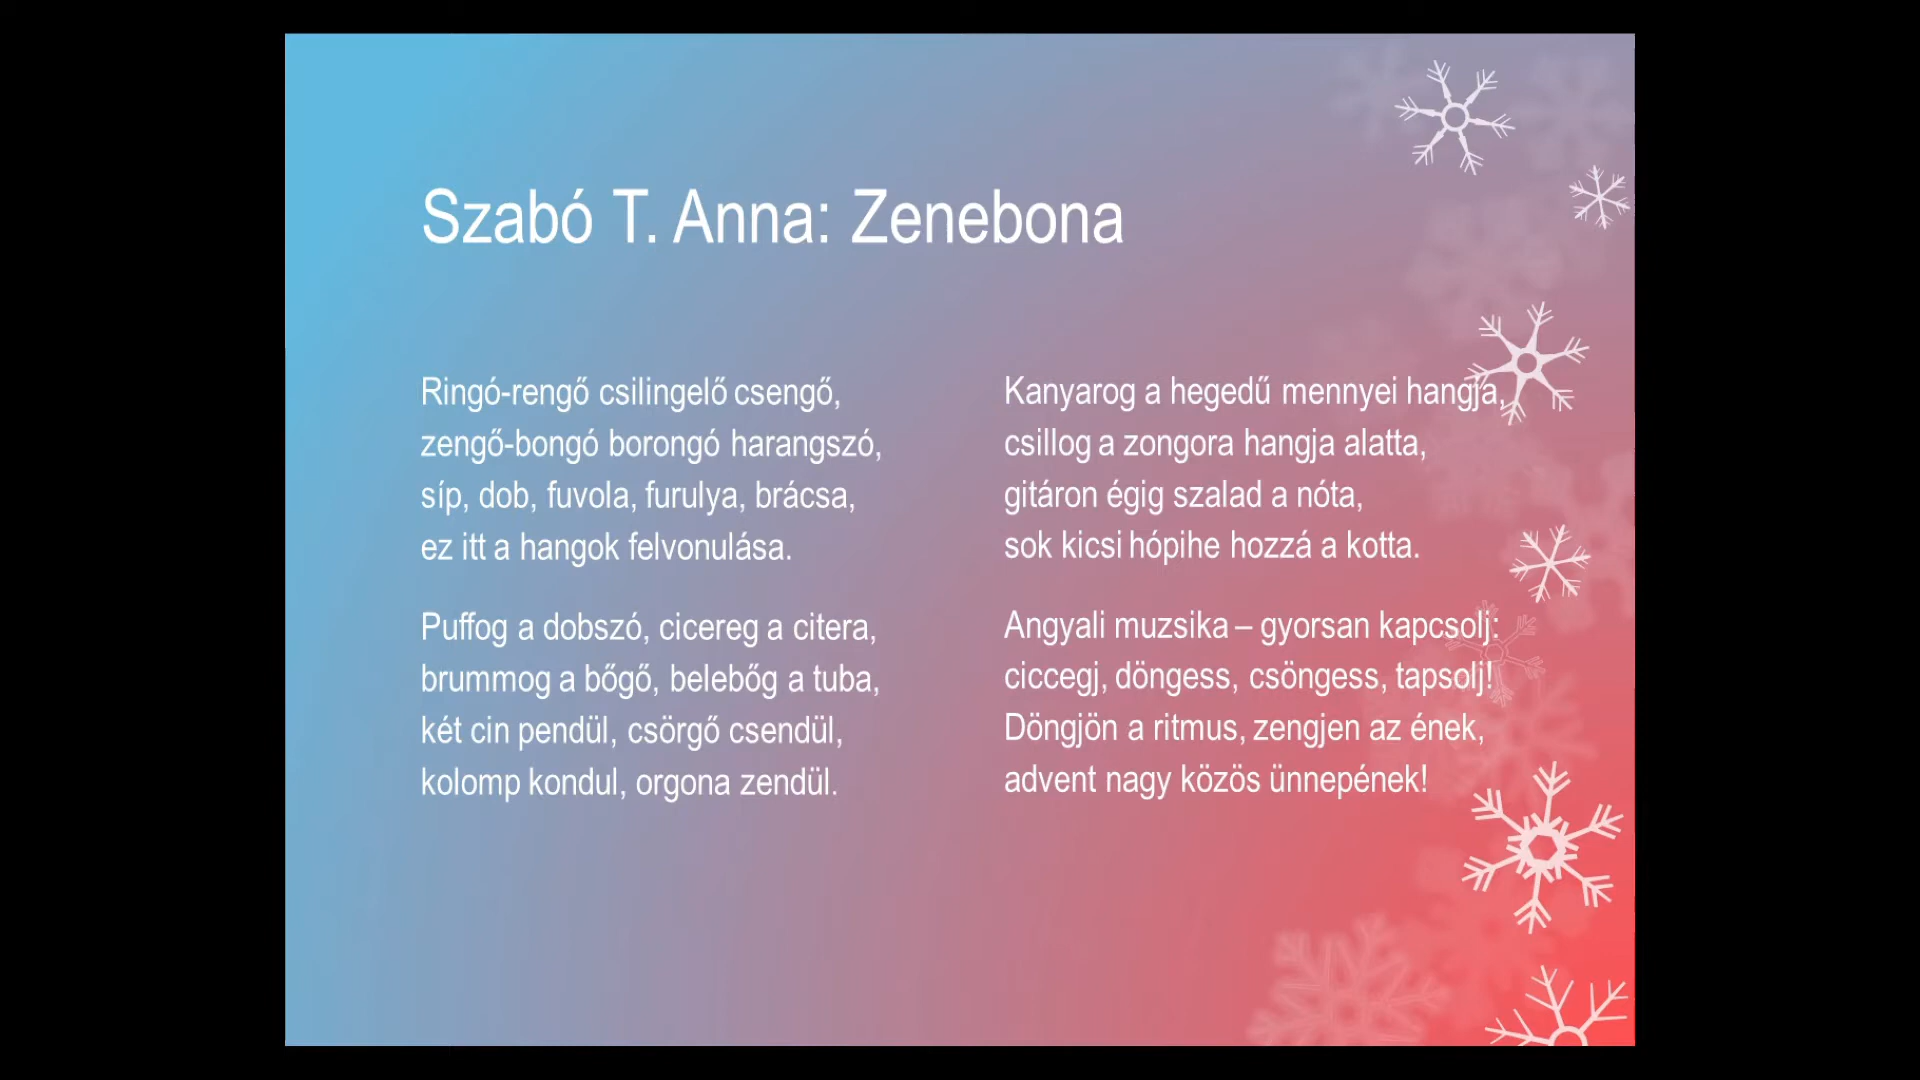 Szabó T. Anna: Zenebona
Ringó-rengő csilingelő csengő,
zengő-bongó borongó harangszó,
síp, dob, fuvola, furulya, brácsa,
ez itt a hangok felvonulása.
Puffog a dobszó, cicereg a citera,
brummog a bőgő, belebőg a tuba,
két cin pendül, csörgő csendül,
kolomp kondul, orgona zendül.
Kanyarog a hegedű mennyei hangja,
csillog a zongora hangja alatta,
gitáron égig szalad a nóta,
sok kicsi hópihe hozzá a kotta.
Angyali muzsika – gyorsan kapcsolj:
ciccegj, döngess, csöngess, tapsolj!
Döngjön a ritmus, zengjen az ének,
advent nagy közös ünnepének!